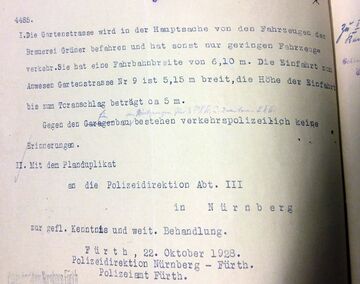 4485.
I.Die Gartenstrasse wird in der Hauptsache von den Fahrzeugen der
Brauerei Grüner befahren und hat sonst nur geringen Fahrzeug
verkehr.Sie hat eine Fahrbahnbreite von 6,10 m. Die Einfahrt vom
Anwesen Gartenstrasse Nr 9 ist 5,15 m breit,die Höhe der Einfahrt
bis zum Toranschlag beträgt ca 5 m.
Gegen den Garagenbau bestehen verkehrspolizeilich keine
Erinnerungen.
II. Mit dem Planduplikat
an die Polizeidirektion Abt. III
in Nürnberg
zur gefl. Kenntnis und weit. Behandlung.
Fürth, 22. Oktober 1928.
Polizeidirektion Nürnberg - Fürth.
Polizeiamt Fürth.